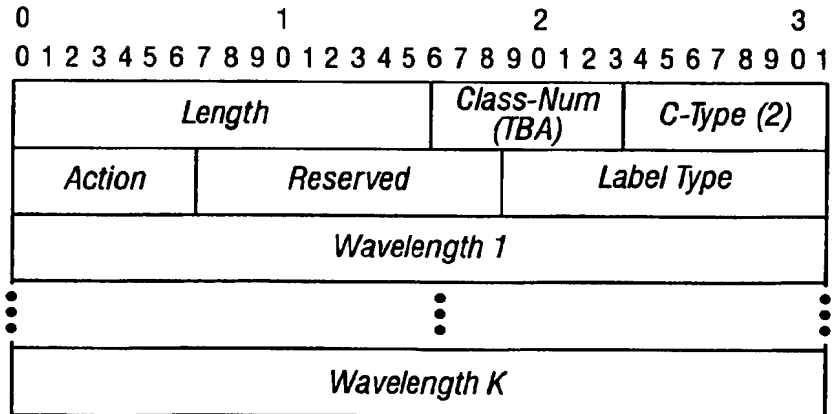 0 1 2 3
0 1 2 3 4 5 6 7 8 9 0 1 2 3 4 5 6 7 8 9 0 1 2 3 4 5 6 7 8 9 0 1
Length Class-Num (TBA) C-Type (2)
Action Reserved Label Type
Wavelength 1
Wavelength K